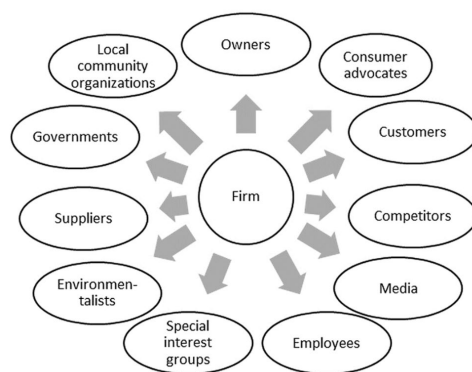 Owners
Local
community
organizations
Consumer
advocates
Governments
Customers
Firm
Suppliers
Competitors
Environmen-
talists
Media
Special
interest
groups
Employees